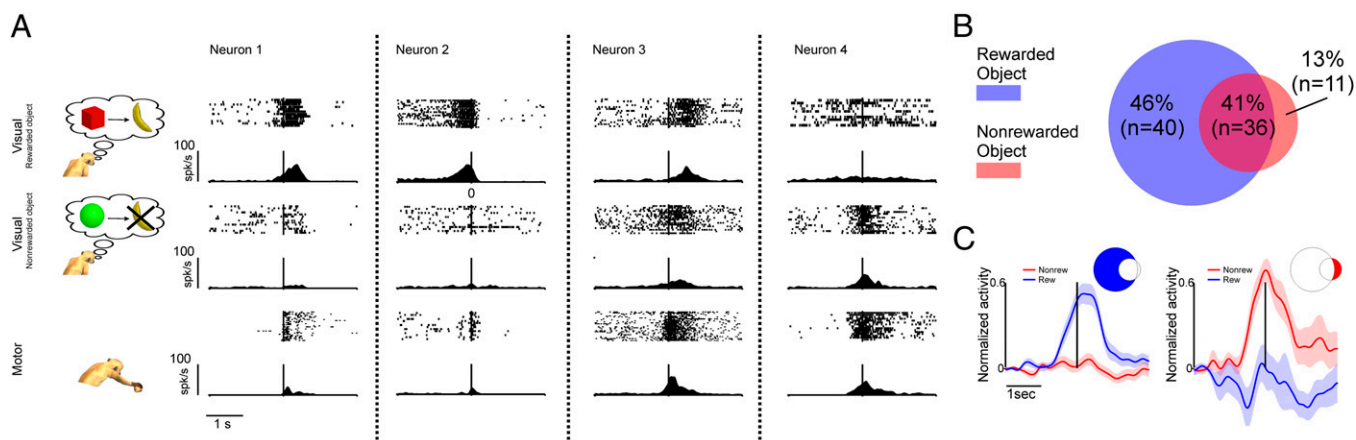 A
Neuron 1
Neuron 2
Neuron 3
Neuron 4
Visual
Rewarded object
100
spk/s
0
Visual
Nonrewarded object
100
spk/s
Motor
100
spk/s
1 s
B
Rewarded
Object
Nonrewarded
Object
46%
(n=40)
41%
(n=36)
13%
(n=11)
C
Normalized activity
0.6
0
Nonrew
Rew
1sec
Normalized activity
0.6
0
Nonrew
Rew